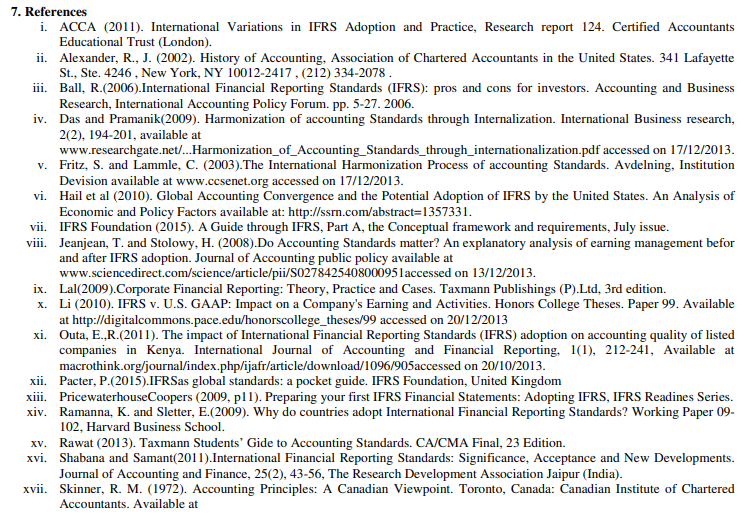 7. References
i. ACCA (2011). International Variations in IFRS Adoption and Practice, Research report 124. Certified Accountants
Educational Trust (London).
ii. Alexander, R., J. (2002). History of Accounting, Association of Chartered Accountants in the United States. 341 Lafayette
St., Ste. 4246 , New York, NY 10012-2417 , (212) 334-2078 .
iii. Ball, R.(2006).International Financial Reporting Standards (IFRS): pros and cons for investors. Accounting and Business
Research, International Accounting Policy Forum. pp. 5-27. 2006.
iv. Das and Pramanik(2009). Harmonization of accounting Standards through Internalization. International Business research,
2(2), 194-201, available at
www.researchgate.net/...Harmonization_of_Accounting_Standards_through_internationalization.pdf accessed on 17/12/2013.
v. Fritz, S. and Lammle, C. (2003).The International Harmonization Process of accounting Standards. Avdelning, Institution
Devision available at www.ccsenet.org accessed on 17/12/2013.
vi. Hail et al (2010). Global Accounting Convergence and the Potential Adoption of IFRS by the United States. An Analysis of
Economic and Policy Factors available at: http://ssrn.com/abstract=1357331.
vii. IFRS Foundation (2015). A Guide through IFRS, Part A, the Conceptual framework and requirements, July issue.
viii. Jeanjean, T. and Stolowy, H. (2008).Do Accounting Standards matter? An explanatory analysis of earning management befor
and after IFRS adoption. Journal of Accounting public policy available at
www.sciencedirect.com/science/article/pii/S0278425408000951accessed on 13/12/2013.
ix. Lal(2009).Corporate Financial Reporting: Theory, Practice and Cases. Taxmann Publishings (P).Ltd, 3rd edition.
x. Li (2010). IFRS v. U.S. GAAP: Impact on a Company's Earning and Activities. Honors College Theses. Paper 99. Available
at http://digitalcommons.pace.edu/honorscollege_theses/99 accessed on 20/12/2013
xi. Outa, E.,R.(2011). The impact of International Financial Reporting Standards (IFRS) adoption on accounting quality of listed
companies in Kenya. International Journal of Accounting and Financial Reporting, 1(1), 212-241, Available at
macrothink.org/journal/index.php/ijafr/article/download/1096/905accessed on 20/10/2013.
xii. Pacter, P.(2015).IFRSas global standards: a pocket guide. IFRS Foundation, United Kingdom
xiii. PricewaterhouseCoopers (2009, p11). Preparing your first IFRS Financial Statements: Adopting IFRS, IFRS Readines Series.
xiv. Ramanna, K. and Sletter, E.(2009). Why do countries adopt International Financial Reporting Standards? Working Paper 09-
102, Harvard Business School.
xv. Rawat (2013). Taxmann Students' Gide to Accounting Standards. CA/CMA Final, 23 Edition.
xvi. Shabana and Samant(2011).International Financial Reporting Standards: Significance, Acceptance and New Developments.
Journal of Accounting and Finance, 25(2), 43-56, The Research Development Association Jaipur (India).
xvii. Skinner, R. M. (1972). Accounting Principles: A Canadian Viewpoint. Toronto, Canada: Canadian Institute of Chartered
Accountants. Available at